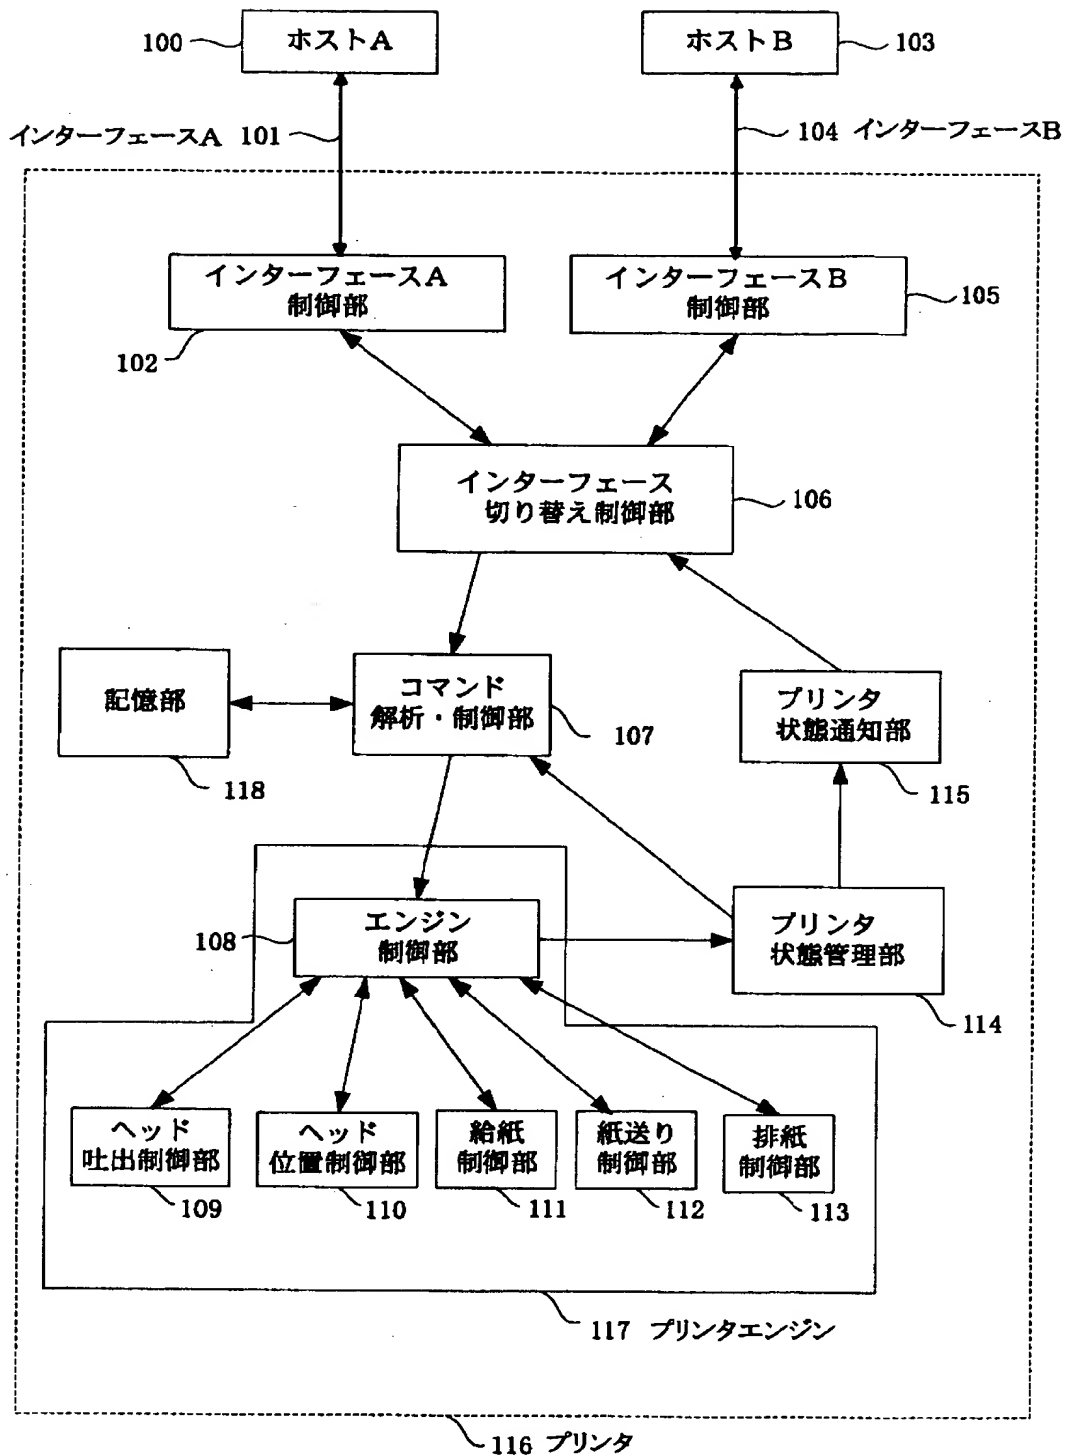 100 ホストA
ホストB 103
インターフェースA 101
104 インターフェースB
インターフェースA
制御部
102
インターフェースB
制御部
105
インターフェース
切り替え制御部
106
記憶部
118
コマンド
解析・制御部
107
プリンタ
状態通知部
115
108
エンジン
制御部
プリンタ
状態管理部
114
ヘッド
吐出制御部
109
ヘッド
位置制御部
110
給紙
制御部
111
紙送り
制御部
112
排紙
制御部
113
117 プリンタエンジン
116 プリンタ